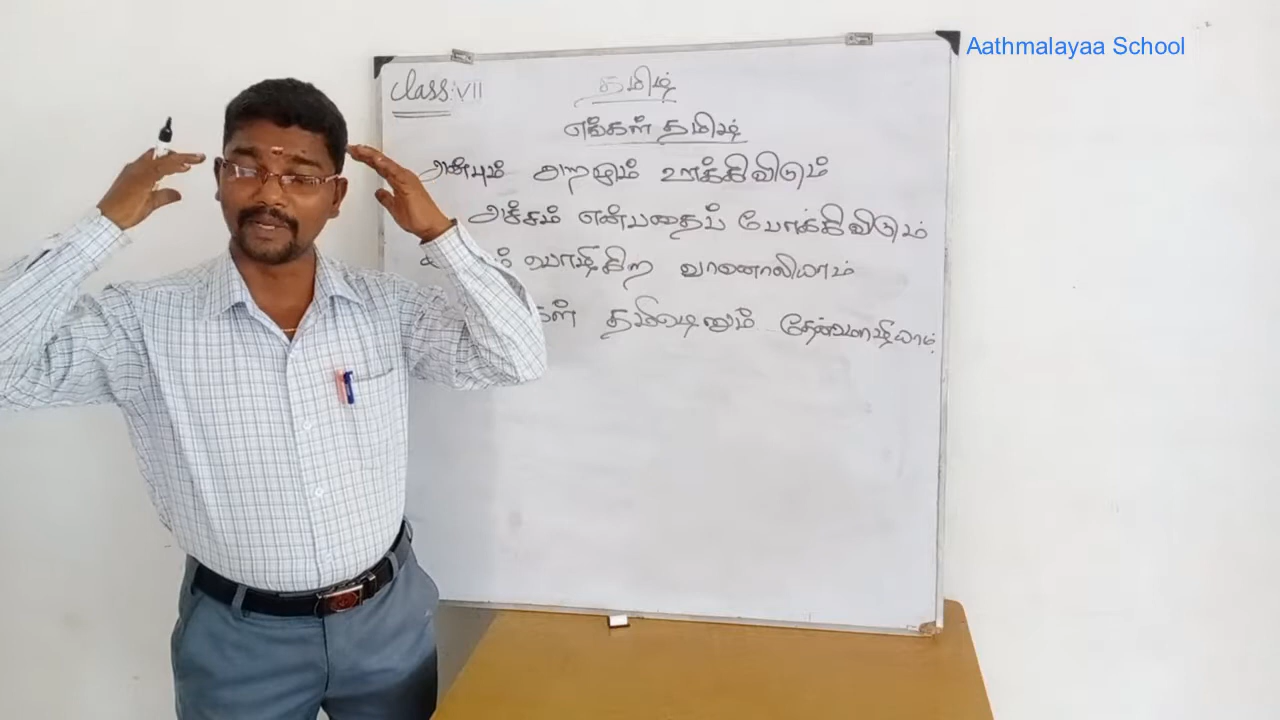 Aathmalayaa School
Class: VII
தமிழ்
எங்கள் தமிழ்
அன்பும் அறமும் ஊக்கிவிடும்
அச்சம் என்பதைப் போக்கிவிடும்
வாழ்கிற வானொலியாம்
தமிழெனும் தேன்மொழியாம்.